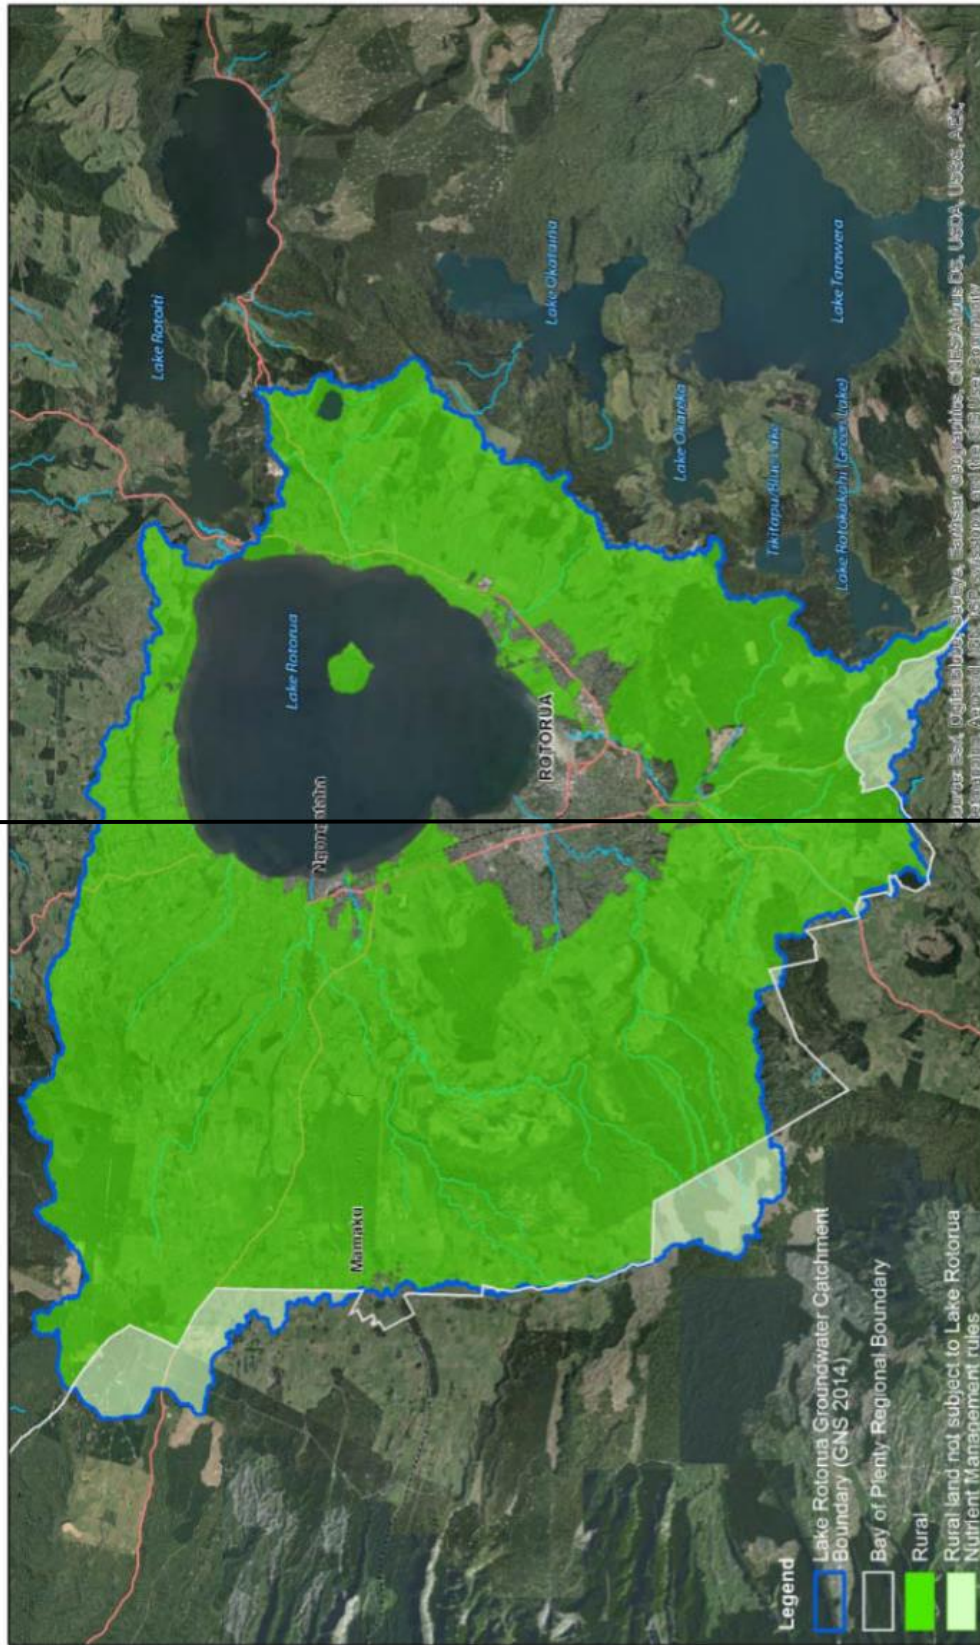 Lake Rotoiti
Lake Rotorua
Lake Okataina
Lake Okareka
Lake Tarawera
Tikitapu/Blue Lake
Lake Rotokakahi (Green Lake)
Ngongotaha
ROTORUA
Mamaku
Legend
Lake Rotorua Groundwater Catchment
Boundary (GNS 2014)
Bay of Plenty Regional Boundary
Rural
Rural land not subject to Lake Rotorua
Nutrient Management rules